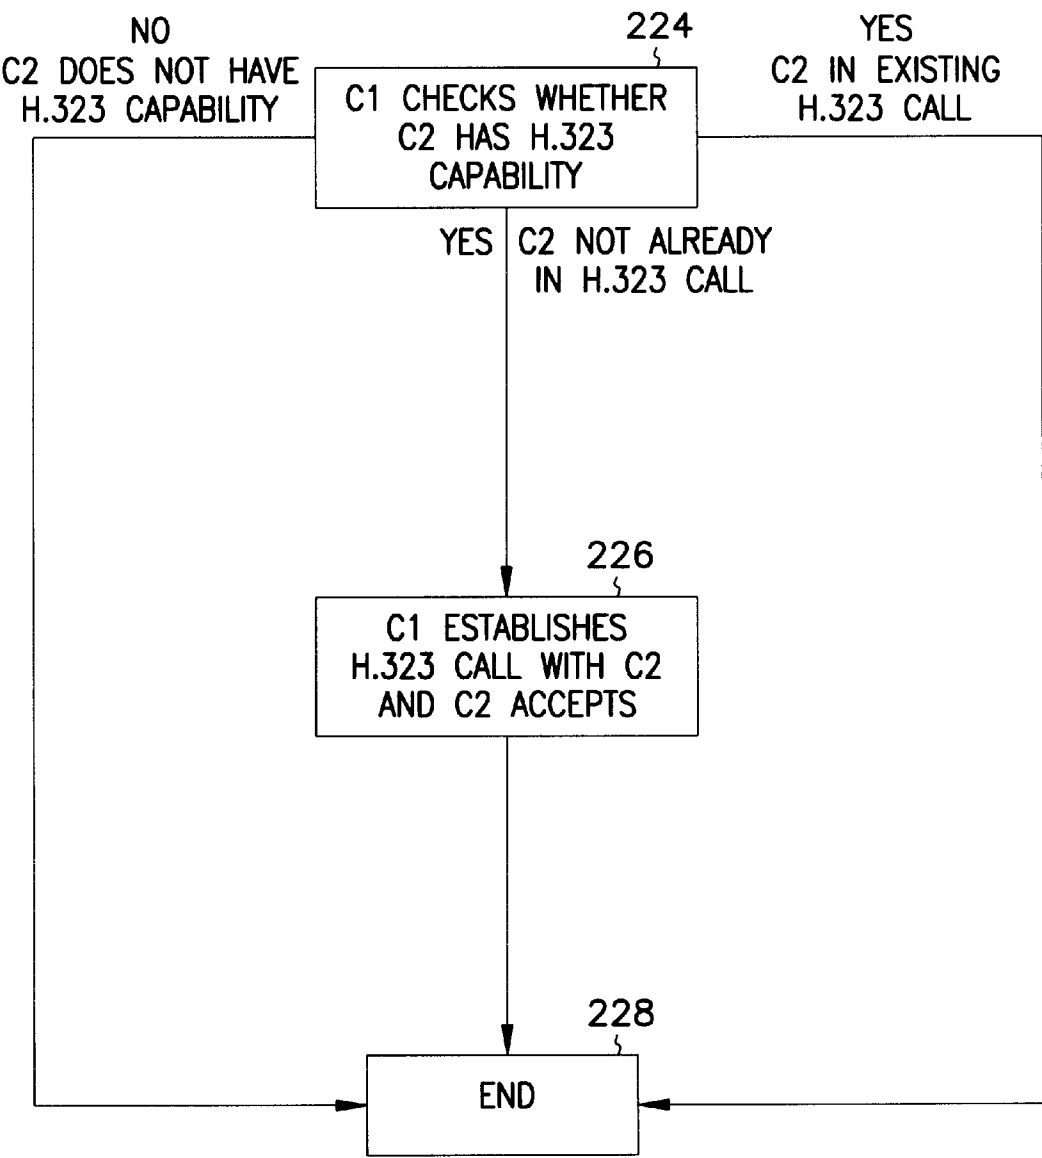 NO
C2 DOES NOT HAVE
H.323 CAPABILITY
224
C1 CHECKS WHETHER
C2 HAS H.323
CAPABILITY
YES
C2 IN EXISTING
H.323 CALL
YES C2 NOT ALREADY
IN H.323 CALL
226
C1 ESTABLISHES
H.323 CALL WITH C2
AND C2 ACCEPTS
228
END